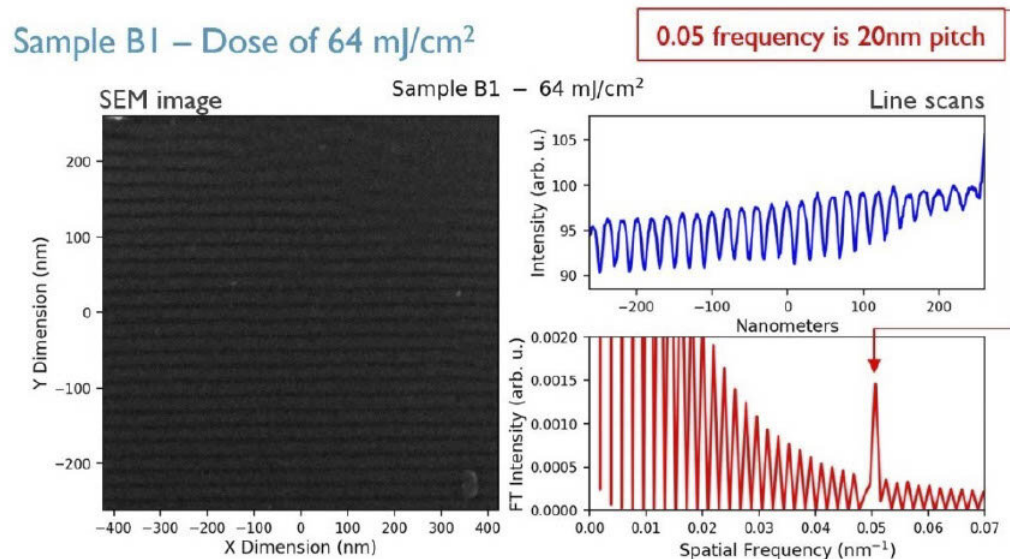 Sample B1 – Dose of 64 mJ/cm²
0.05 frequency is 20nm pitch
Sample B1 – 64 mJ/cm²
SEM image
Line scans
Y Dimension (nm)
200
100
0
−100
−200
−400 −300 −200 −100 0 100 200 300 400
X Dimension (nm)
Intensity (arb. u.)
105
100
95
90
−200 −100 0 100 200
Nanometers
FT Intensity (arb. u.)
0.0020
0.0015
0.0010
0.0005
0.0000
0.00 0.01 0.02 0.03 0.04 0.05 0.06 0.07
Spatial Frequency (nm⁻¹)